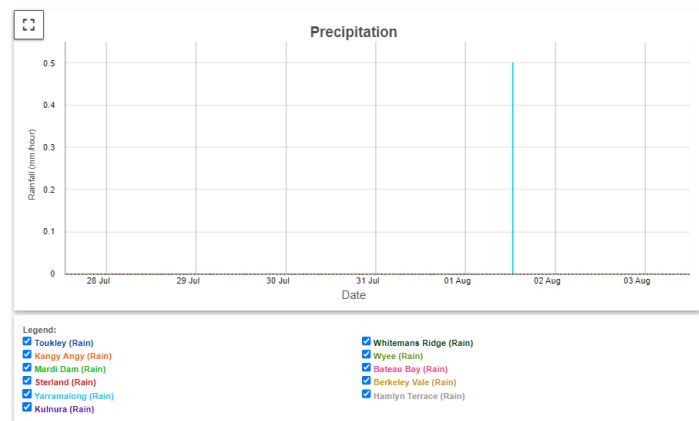 Precipitation
Rainfall (mm/hour)
0.5
0.4
0.3
0.2
0.1
0
28 Jul 29 Jul 30 Jul 31 Jul 01 Aug 02 Aug 03 Aug
Date
Legend:
Toukley (Rain)
Kangy Angy (Rain)
Mardi Dam (Rain)
Sterland (Rain)
Yarramalong (Rain)
Kulnura (Rain)
Whitemans Ridge (Rain)
Wyee (Rain)
Bateau Bay (Rain)
Berkeley Vale (Rain)
Hamlyn Terrace (Rain)